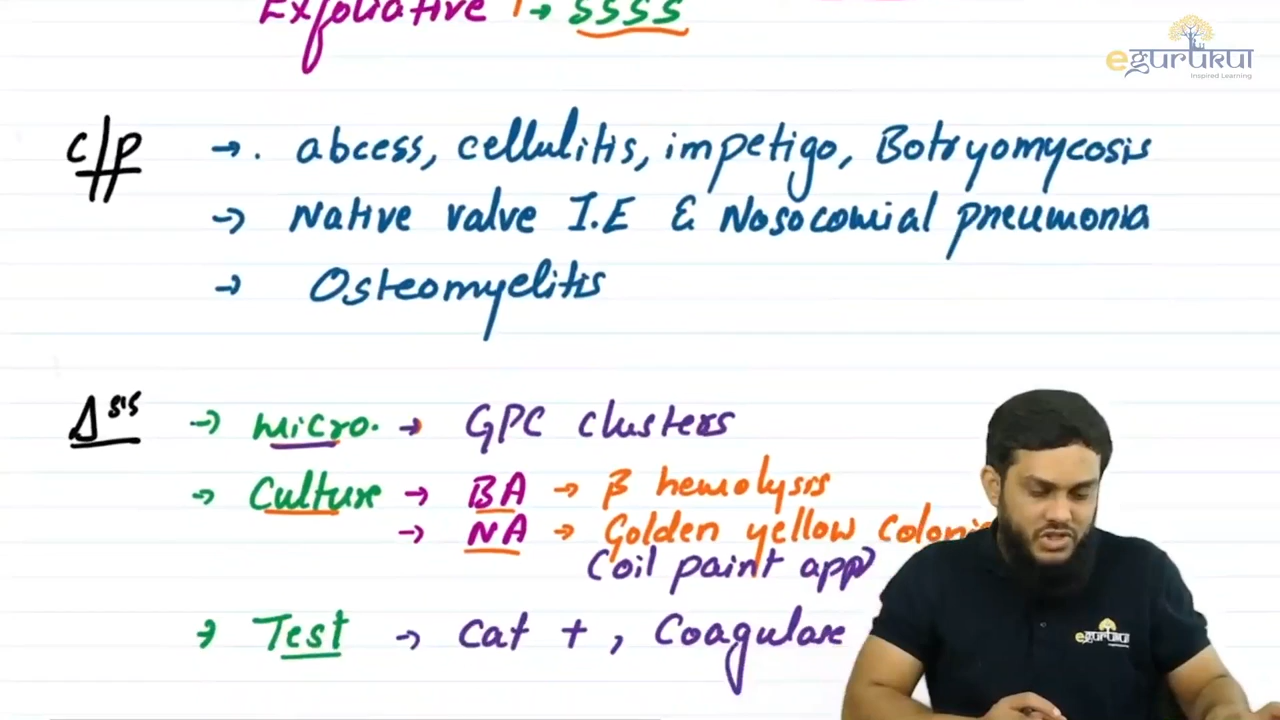 Exfoliative T → SSSS
egurukul
Inspired Learning
c/p → . abcess, cellulitis, impetigo, Botryomycosis
→ Native valve I.E & Nosocomial pneumonia
→ Osteomyelitis
Δsis → micro. → GPC clusters
→ Culture → BA → β hemolysis
→ NA → Golden yellow
(oil paint app)
→ Test → Cat + , Coagulase
egurukul